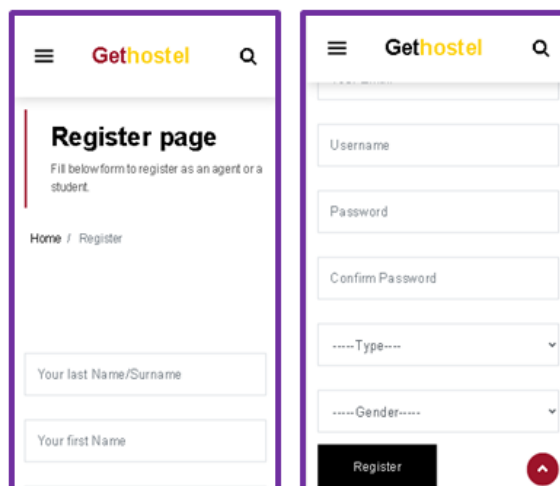 Gethostel
Register page
Fill below form to register as an agent or a
student.
Home / Register
Your last Name/Surname
Your first Name
Gethostel
Username
Password
Confirm Password
-----Type----
-----Gender-----
Register